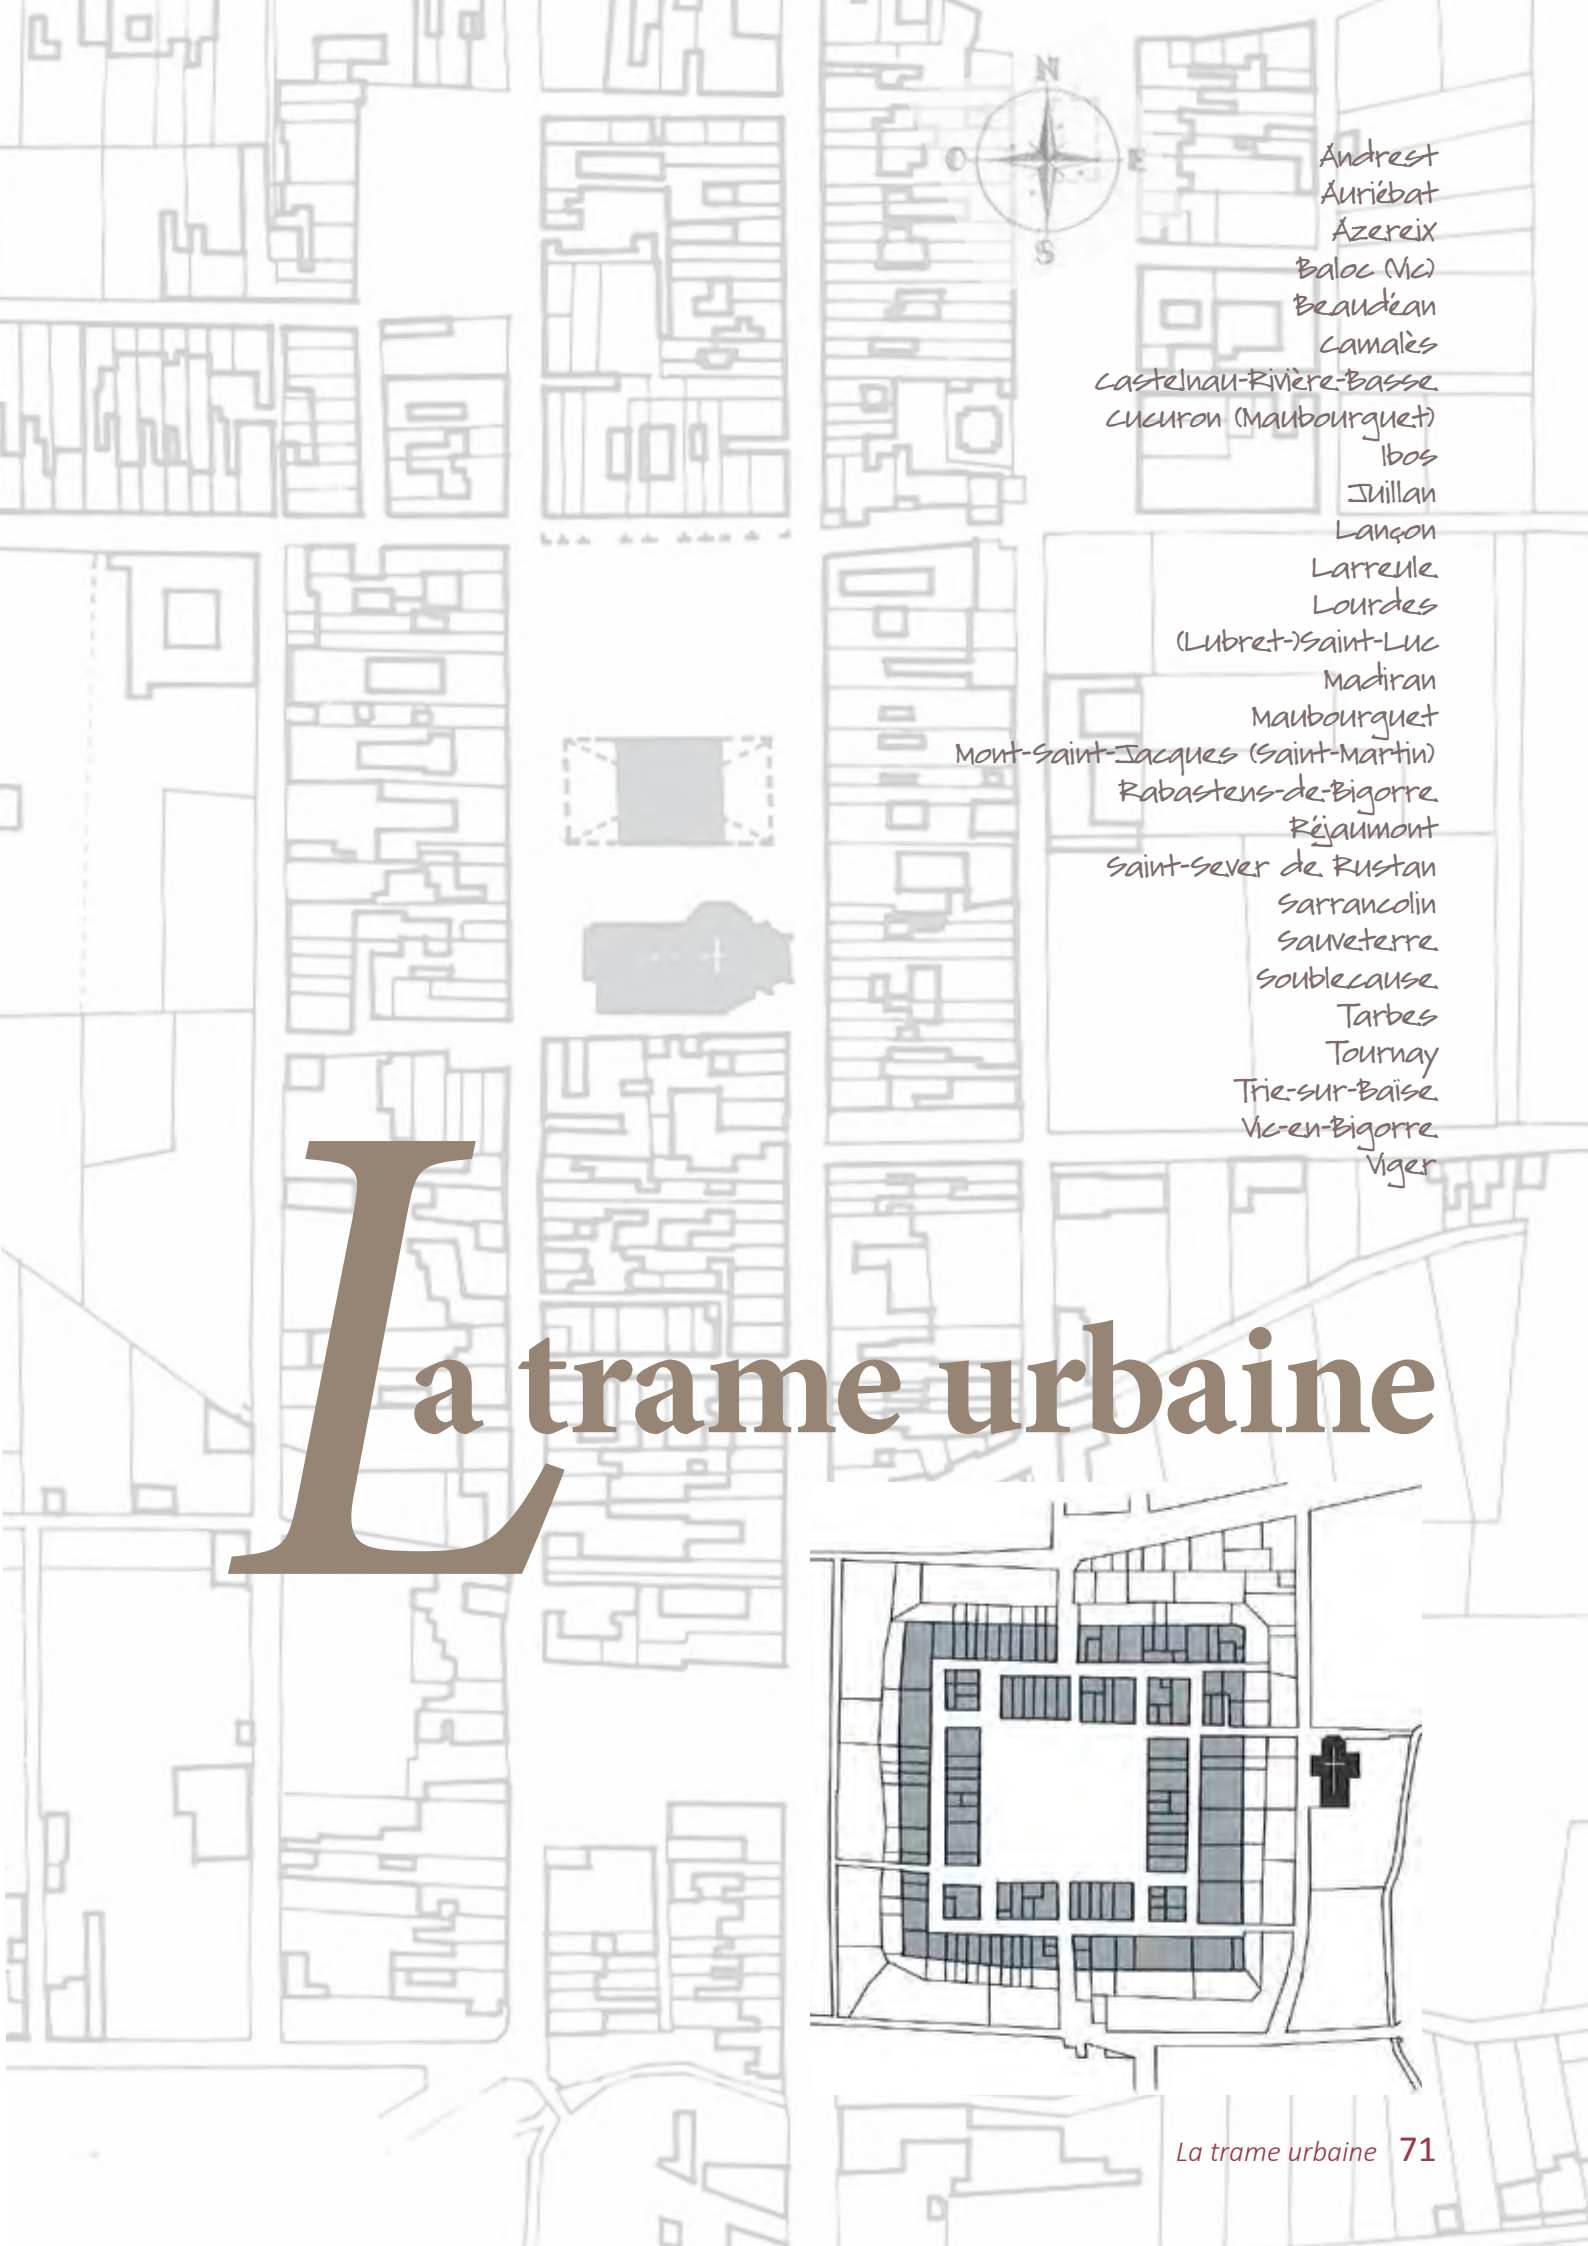 N
O
E
S
Andrest
Auriébat
Azereix
Baloc (Vic)
Beaudéan
Camalès
Castelnau-Rivière-Basse
Cucuron (Maubourguet)
Ibos
Juillan
Lançon
Larreule
Lourdes
(Lubret-)Saint-Luc
Madiran
Maubourguet
Mont-Saint-Jacques (Saint-Martin)
Rabastens-de-Bigorre
Réjaumont
Saint-Sever de Rustan
Sarrancolin
Sauveterre
Soublecause
Tarbes
Tournay
Trie-sur-Baïse
Vic-en-Bigorre
Viger
La trame urbaine
La trame urbaine 71